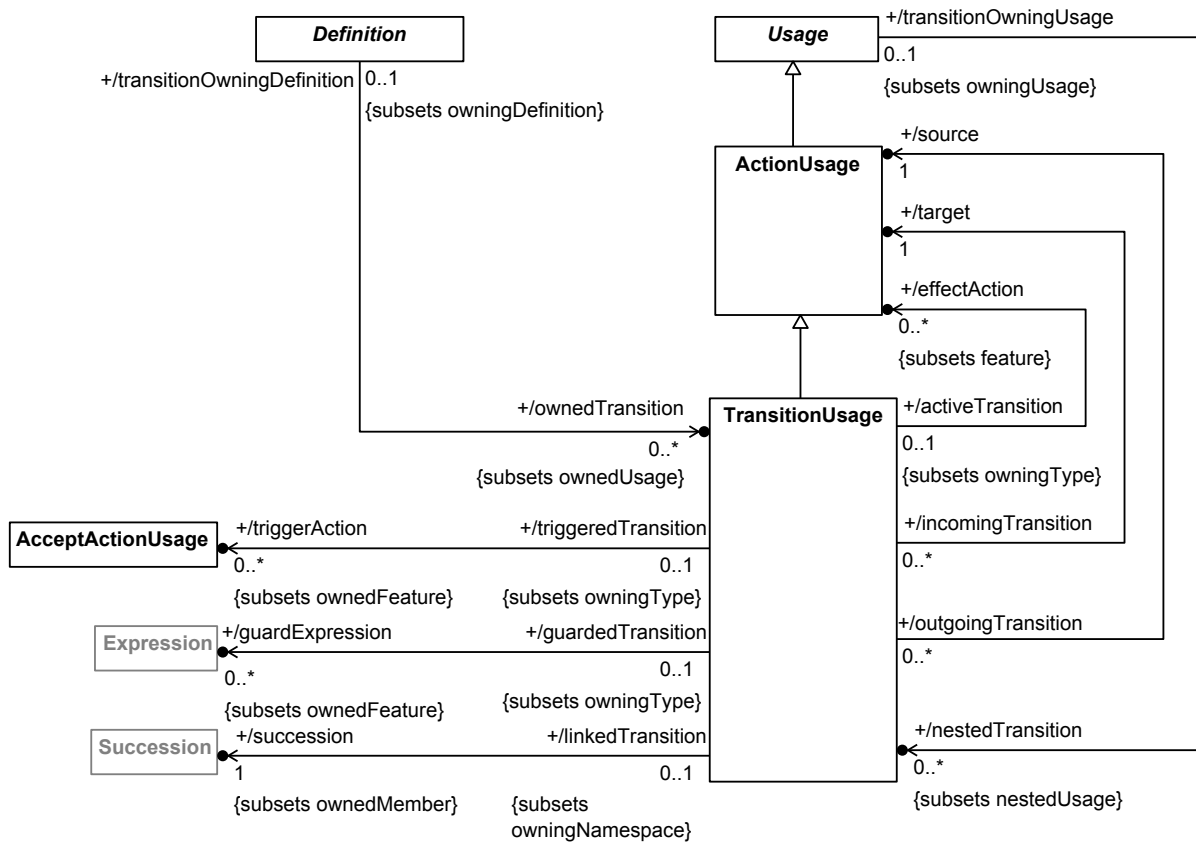 Definition
+/transitionOwningDefinition
0..1
{subsets owningDefinition}
Usage
+/transitionOwningUsage
0..1
{subsets owningUsage}
ActionUsage
+/source
1
+/target
1
+/effectAction
0..*
{subsets feature}
+/ownedTransition
0..*
{subsets ownedUsage}
TransitionUsage
+/activeTransition
0..1
{subsets owningType}
AcceptActionUsage
+/triggerAction
0..*
{subsets ownedFeature}
+/triggeredTransition
0..1
{subsets owningType}
+/incomingTransition
0..*
Expression
+/guardExpression
0..*
{subsets ownedFeature}
+/guardedTransition
0..1
{subsets owningType}
+/outgoingTransition
0..*
Succession
+/succession
1
{subsets ownedMember}
+/linkedTransition
0..1
{subsets
owningNamespace}
+/nestedTransition
0..*
{subsets nestedUsage}